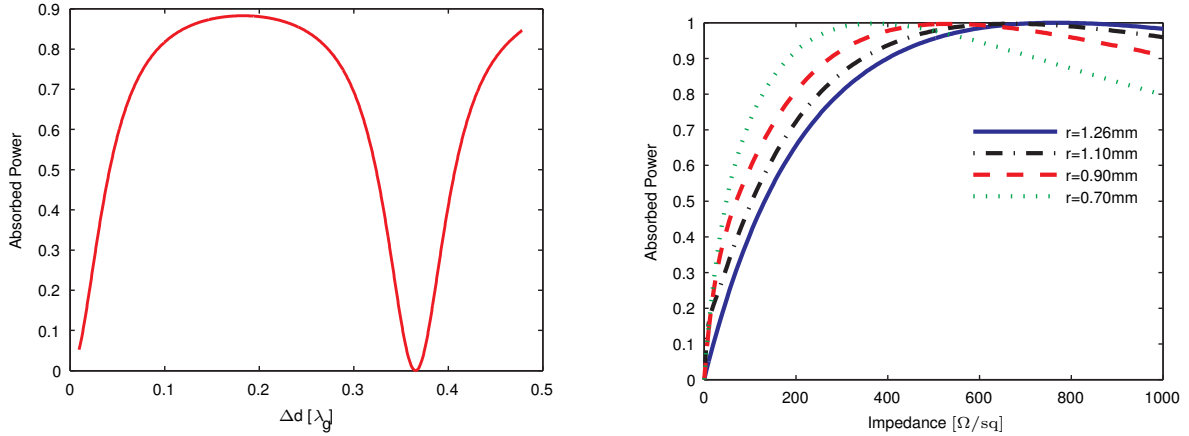 0.9
0.8
0.7
0.6
0.5
0.4
0.3
0.2
0.1
0
Absorbed Power
0 0.1 0.2 0.3 0.4 0.5
Δd [λg]
1
0.9
0.8
0.7
0.6
0.5
0.4
0.3
0.2
0.1
0
Absorbed Power
r=1.26mm
r=1.10mm
r=0.90mm
r=0.70mm
0 200 400 600 800 1000
Impedance [Ω/sq]